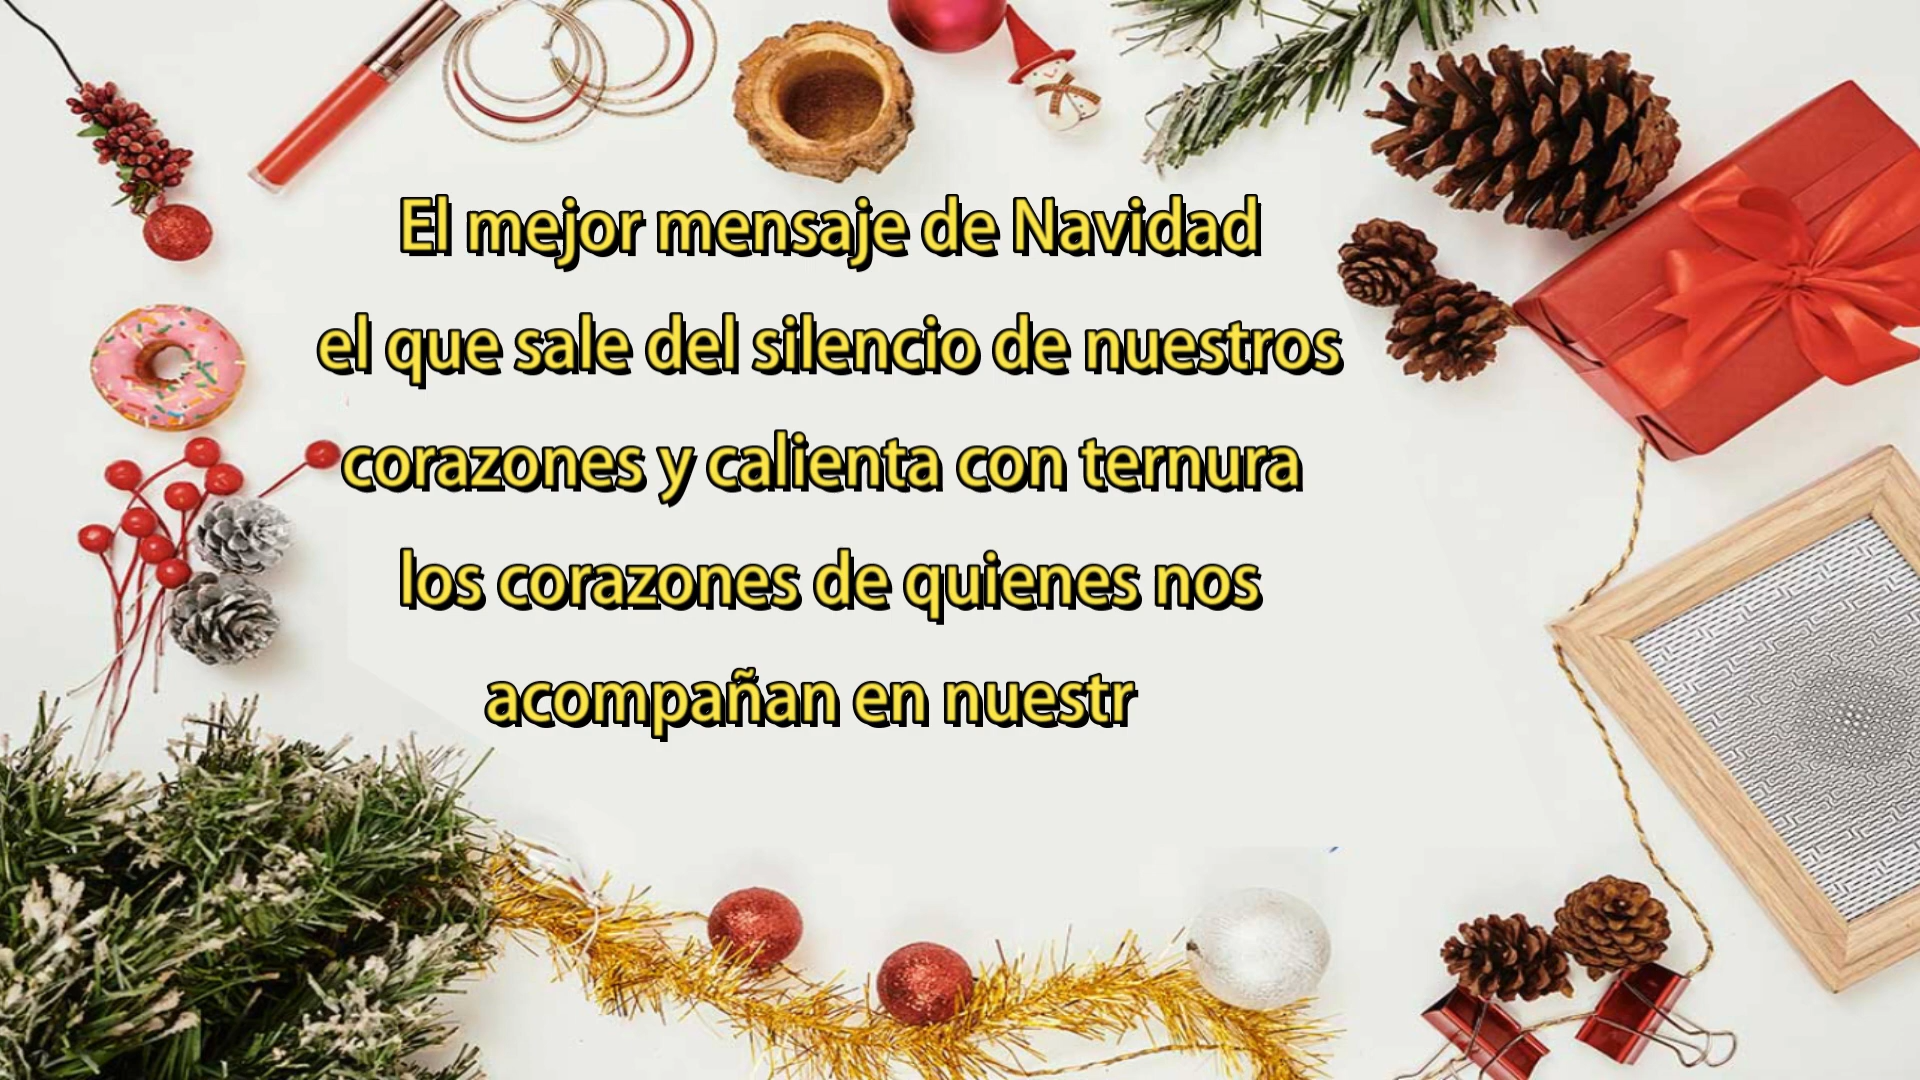 El mejor mensaje de Navidad
el que sale del silencio de nuestros
corazones y calienta con ternura
los corazones de quienes nos
acompañan en nuestr